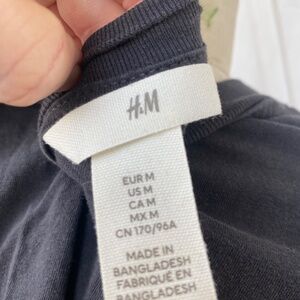 H&M
EUR M
US M
CA M
MX M
CN 170/96A
MADE IN
BANGLADESH
FABRIQUÉ EN
BANGLADESH